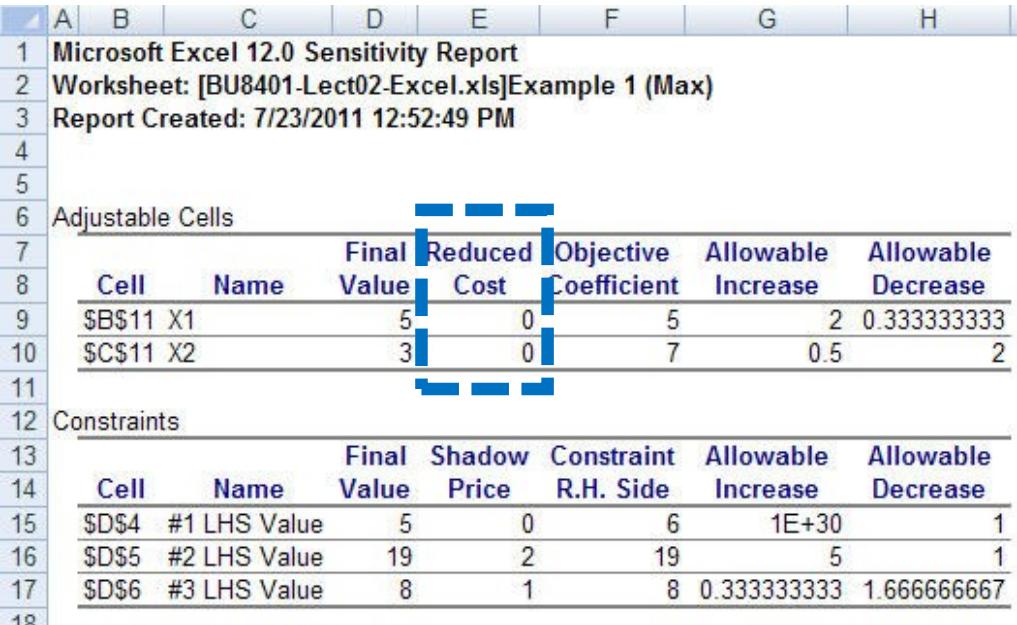 A B C D E F G H
1 Microsoft Excel 12.0 Sensitivity Report
2 Worksheet: [BU8401-Lect02-Excel.xls]Example 1 (Max)
3 Report Created: 7/23/2011 12:52:49 PM
4
5
6 Adjustable Cells
7 Final Reduced Objective Allowable Allowable
8 Cell Name Value Cost Coefficient Increase Decrease
9 $B$11 X1 5 0 5 2 0.333333333
10 $C$11 X2 3 0 7 0.5 2
11
12 Constraints
13 Final Shadow Constraint Allowable Allowable
14 Cell Name Value Price R.H. Side Increase Decrease
15 $D$4 #1 LHS Value 5 0 6 1E+30 1
16 $D$5 #2 LHS Value 19 2 19 5 1
17 $D$6 #3 LHS Value 8 1 8 0.333333333 1.666666667
18